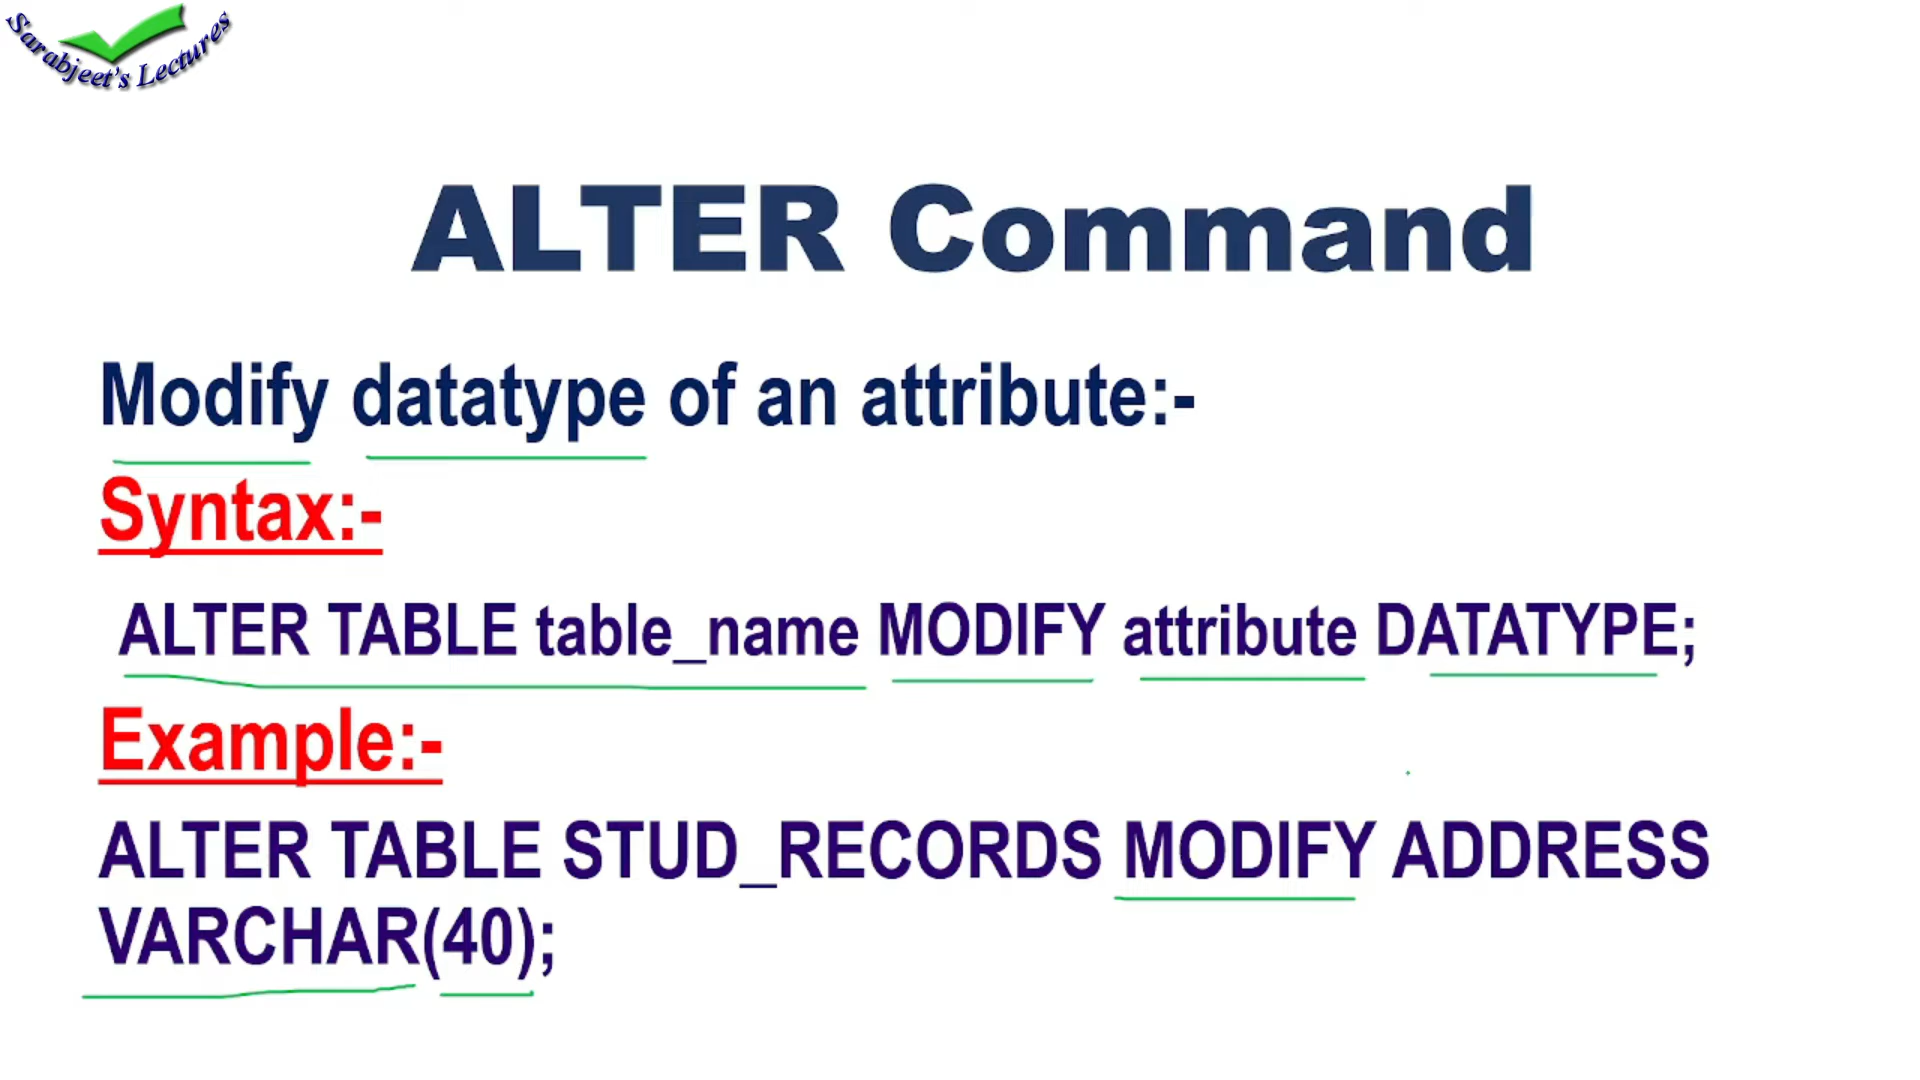 Sarabjeet's Lectures
ALTER Command
Modify datatype of an attribute:-
Syntax:-
ALTER TABLE table_name MODIFY attribute DATATYPE;
Example:-
ALTER TABLE STUD_RECORDS MODIFY ADDRESS
VARCHAR(40);